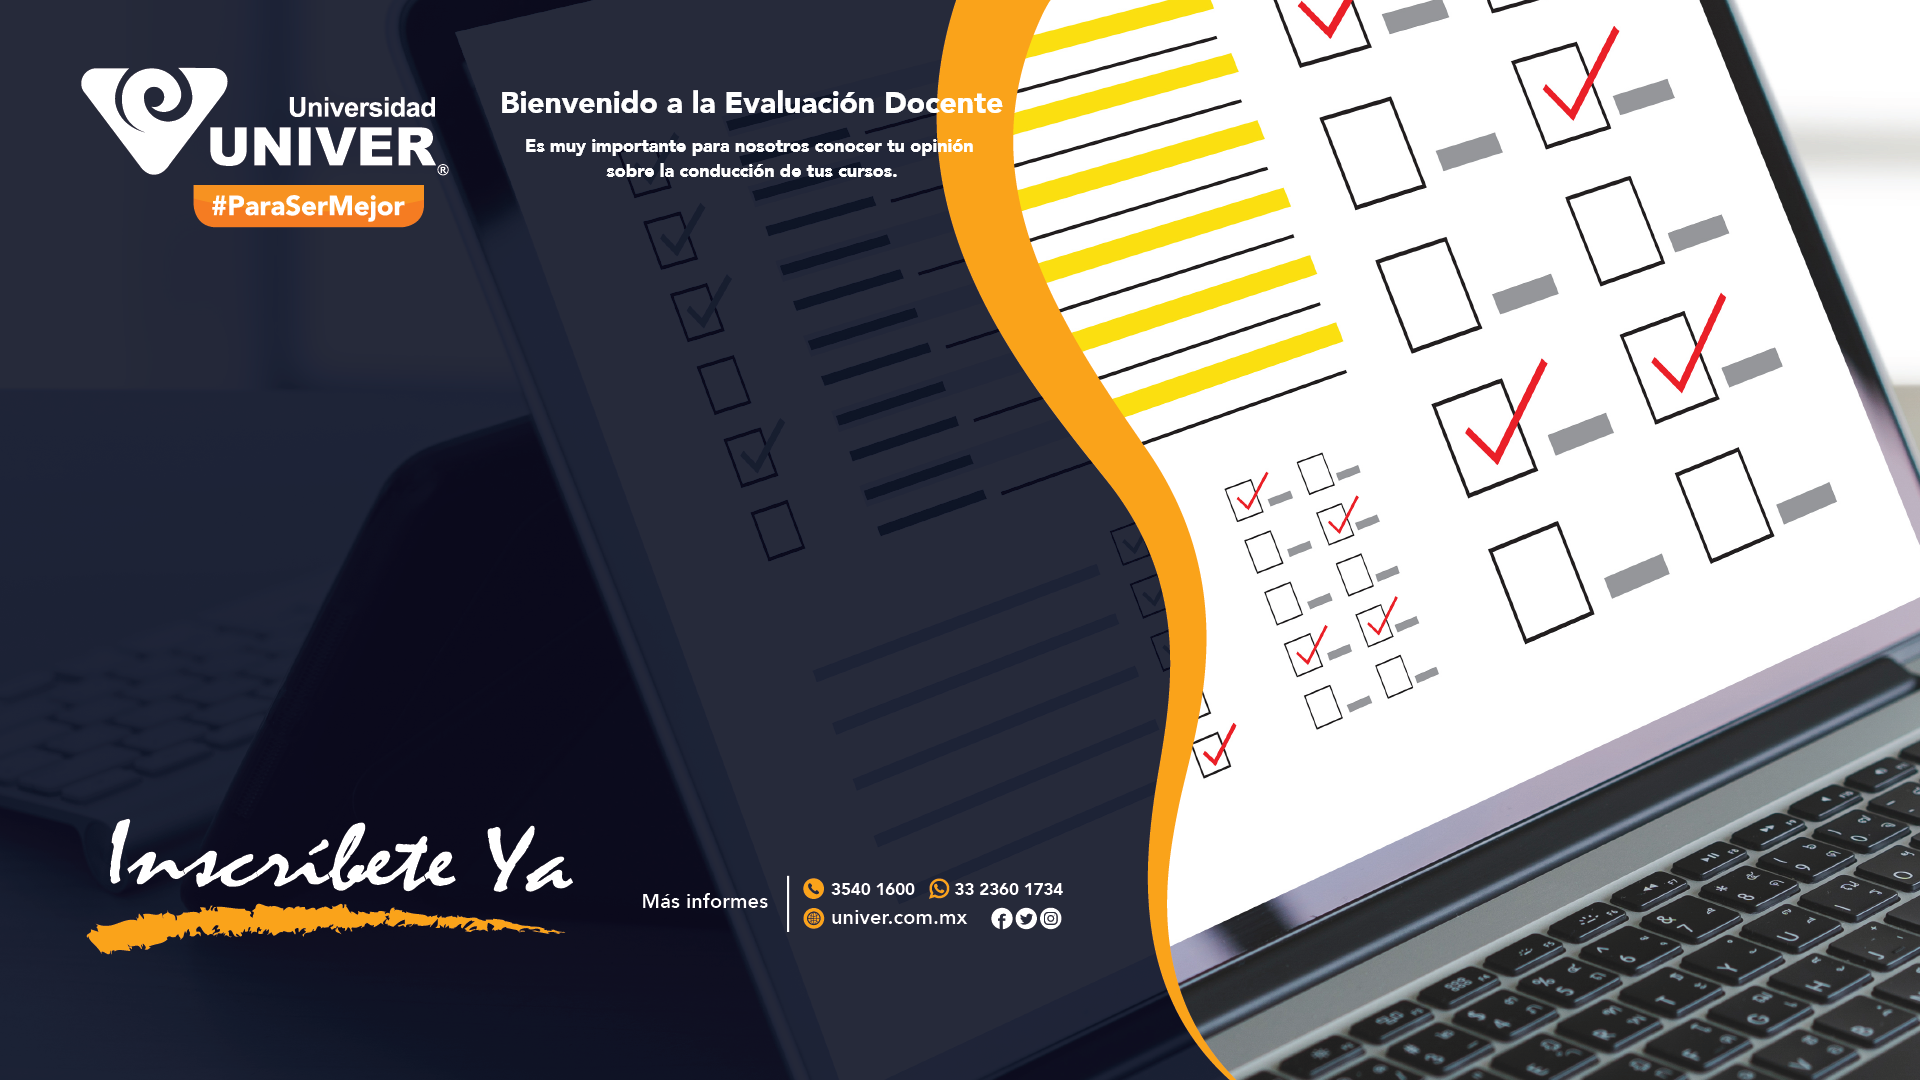 Universidad
UNIVER®
#ParaSerMejor
Bienvenido a la Evaluación Docente
Es muy importante para nosotros conocer tu opinión
sobre la conducción de tus cursos.
Inscríbete Ya
Más informes
3540 1600 33 2360 1734
univer.com.mx